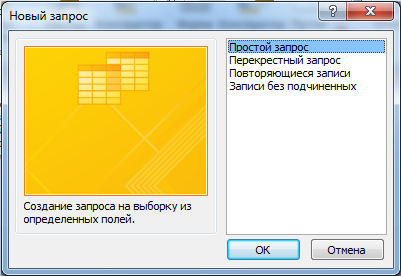 Новый запрос
Простой запрос
Перекрестный запрос
Повторяющиеся записи
Записи без подчиненных
Создание запроса на выборку из
определенных полей.
ОК
Отмена